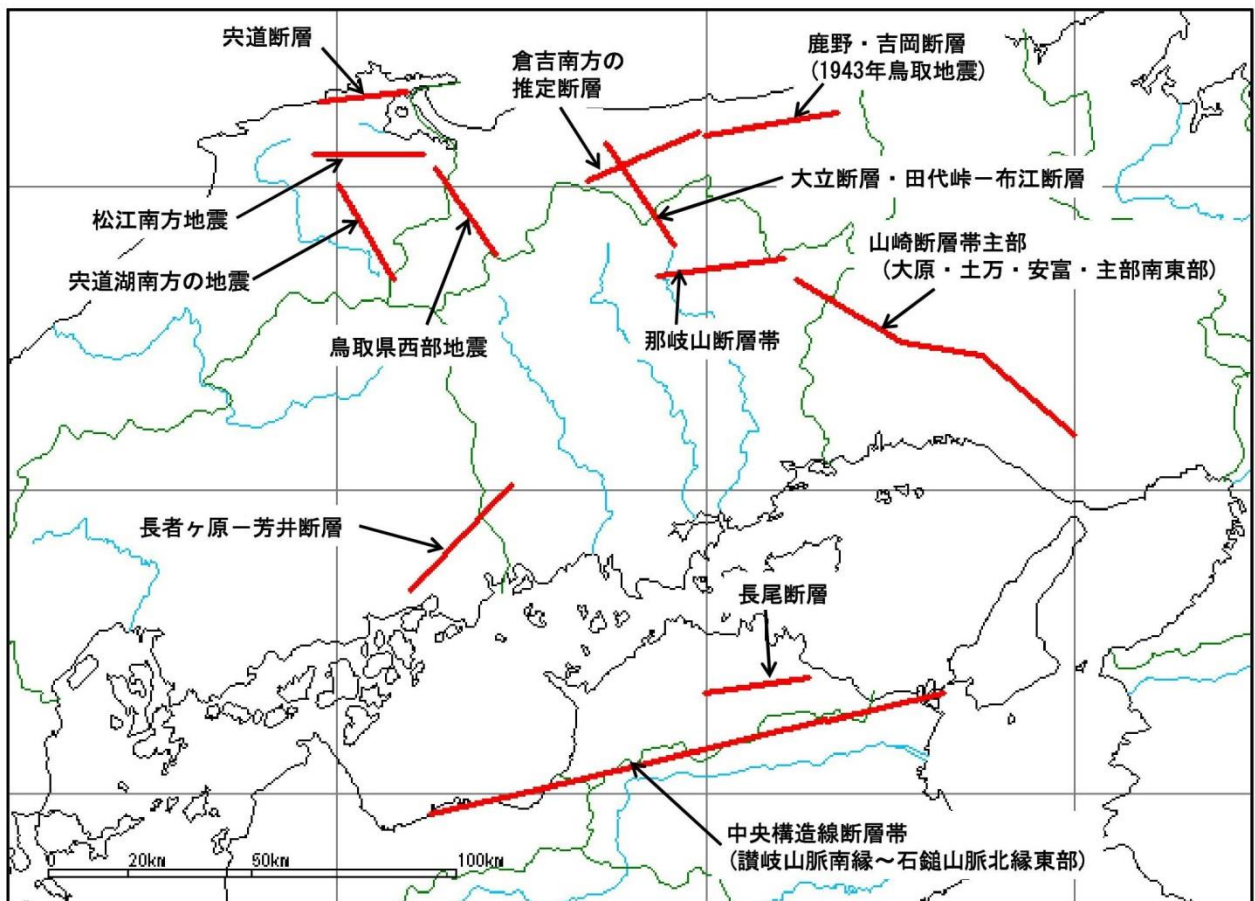 宍道断層
倉吉南方の
推定断層
鹿野・吉岡断層
(1943年鳥取地震)
大立断層・田代峠－布江断層
松江南方地震
山崎断層帯主部
(大原・土万・安富・主部南東部)
宍道湖南方の地震
鳥取県西部地震
那岐山断層帯
長者ヶ原－芳井断層
長尾断層
中央構造線断層帯
(讃岐山脈南縁～石鎚山脈北縁東部)
0 20km 50km 100km